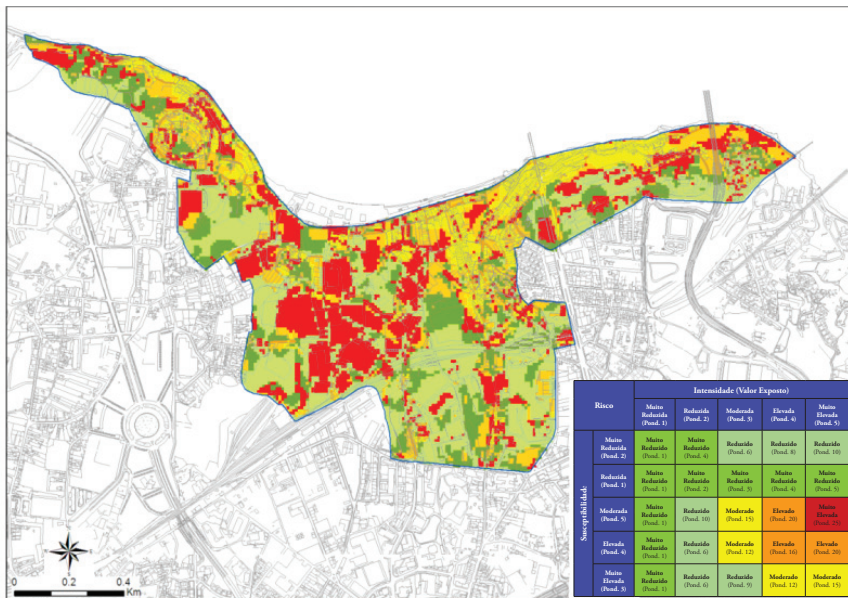 Risco
Intensidade (Valor Exposto)
Muito Reduzida (Pond. 1)
Reduzida (Pond. 2)
Moderada (Pond. 3)
Elevada (Pond. 4)
Muito Elevada (Pond. 5)
Susceptibilidade
Muito Reduzida (Pond. 2)
Muito Reduzido (Pond. 1)
Muito Reduzido (Pond. 4)
Reduzido (Pond. 6)
Reduzido (Pond. 8)
Reduzido (Pond. 10)
Reduzida (Pond. 1)
Muito Reduzido (Pond. 1)
Muito Reduzido (Pond. 2)
Muito Reduzido (Pond. 3)
Muito Reduzido (Pond. 4)
Muito Reduzido (Pond. 5)
Moderada (Pond. 5)
Muito Reduzido (Pond. 1)
Reduzido (Pond. 10)
Moderado (Pond. 15)
Elevado (Pond. 20)
Muito Elevada (Pond. 25)
Elevada (Pond. 4)
Muito Reduzido (Pond. 1)
Reduzido (Pond. 6)
Moderado (Pond. 12)
Elevado (Pond. 16)
Elevado (Pond. 20)
Muito Elevada (Pond. 3)
Muito Reduzido (Pond. 1)
Reduzido (Pond. 6)
Reduzido (Pond. 9)
Moderado (Pond. 12)
Moderado (Pond. 15)
0 0.2 0.4
Km